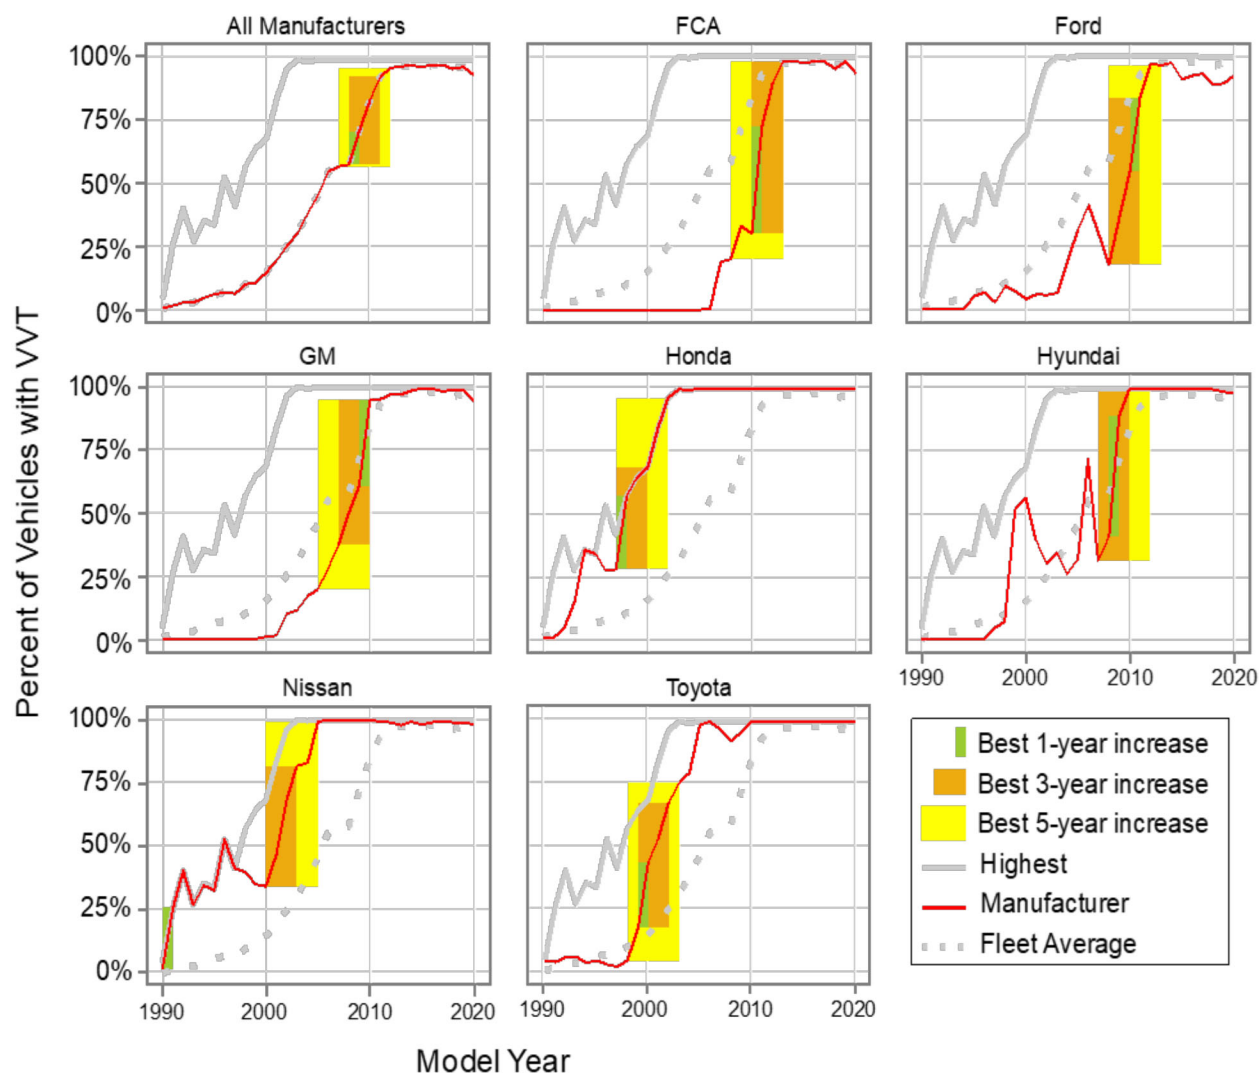 Percent of Vehicles with VVT
All Manufacturers
FCA
Ford
100%
75%
50%
25%
0%
GM
Honda
Hyundai
100%
75%
50%
25%
0%
1990
2000
2010
2020
Nissan
Toyota
100%
75%
50%
25%
0%
1990
2000
2010
2020
1990
2000
2010
2020
Best 1-year increase
Best 3-year increase
Best 5-year increase
Highest
Manufacturer
Fleet Average
Model Year